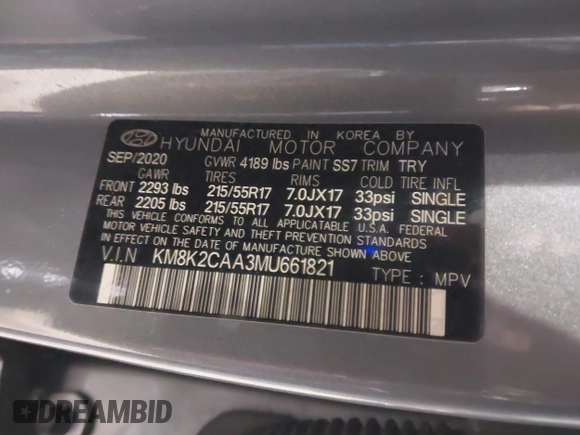 MANUFACTURED IN KOREA BY
HYUNDAI MOTOR COMPANY
SEP/2020 GVWR 4189 lbs PAINT SS7 TRIM TRY
GAWR TIRES RIMS COLD TIRE INFL
FRONT 2293 lbs 215/55R17 7.0JX17 33psi SINGLE
REAR 2205 lbs 215/55R17 7.0JX17 33psi SINGLE
THIS VEHICLE CONFORMS TO ALL APPLICABLE U.S.A. FEDERAL
MOTOR VEHICLE SAFETY AND THEFT PREVENTION STANDARDS
IN EFFECT ON THE DATE OF MANUFACTURE SHOWN ABOVE
V.I.N KM8K2CAA3MU661821
TYPE : MPV
DREAMBID